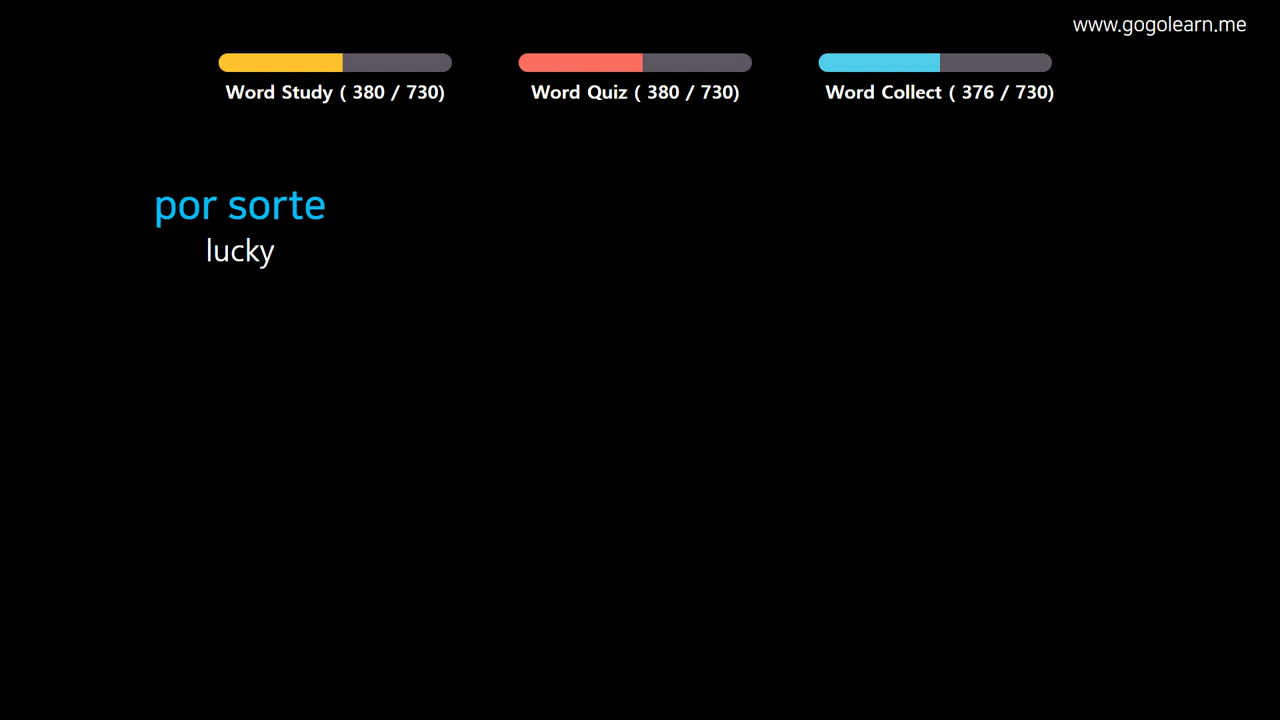 www.gogolearn.me
Word Study ( 380 / 730)
Word Quiz ( 380 / 730)
Word Collect ( 376 / 730)
por sorte
lucky